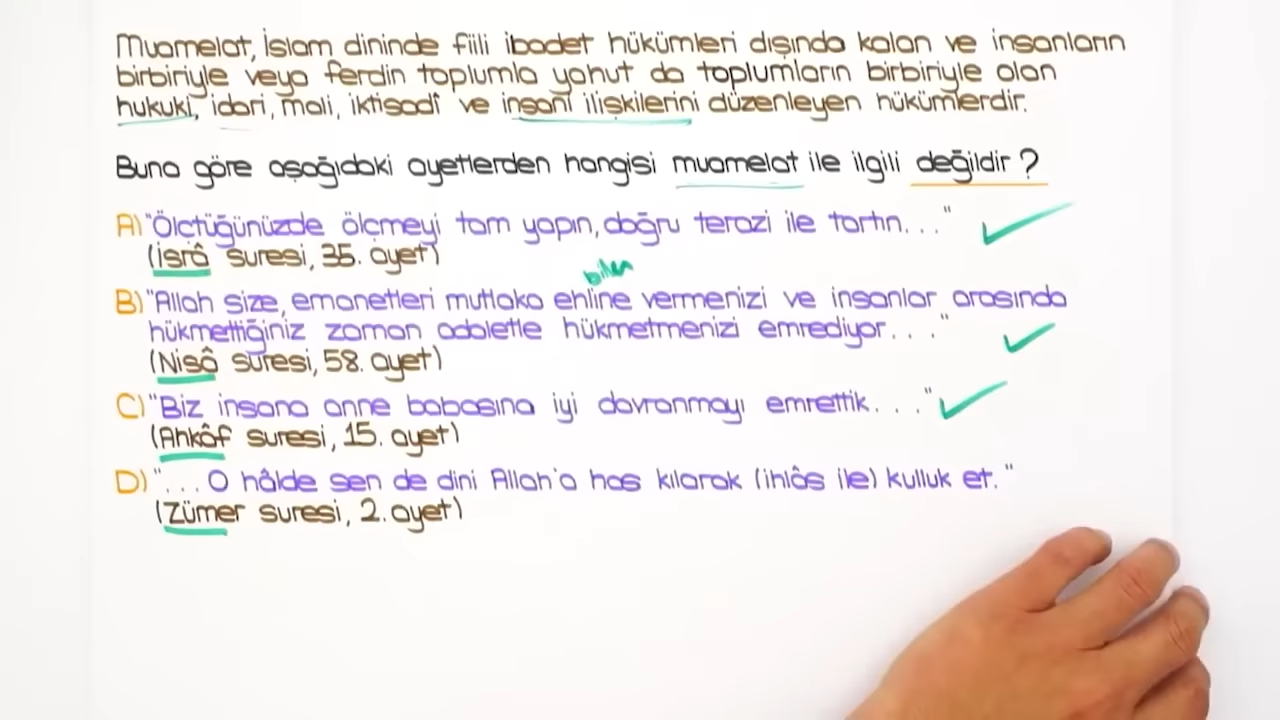 Muamelat, İslam dininde fiili ibadet hükümleri dışında kalan ve insanların
birbiriyle veya ferdin toplumla yahut da toplumların birbiriyle olan
hukuki, idari, mali, iktisadî ve insanî ilişkilerini düzenleyen hükümlerdir.
Buna göre aşağıdaki ayetlerden hangisi muamelat ile ilgili değildir?
A) "Ölçtüğünüzde ölçmeyi tam yapın, doğru terazi ile tartın..."
(İsrâ suresi, 35. ayet)
bilen
B) "Allah size, emanetleri mutlaka ehline vermenizi ve insanlar arasında
hükmettiğiniz zaman adaletle hükmetmenizi emrediyor..."
(Nisâ suresi, 58. ayet)
C) "Biz insana anne babasına iyi davranmayı emrettik..."
(Ahkâf suresi, 15. ayet)
D) "... O hâlde sen de dini Allah'a has kılarak (ihlâs ile) kulluk et."
(Zümer suresi, 2. ayet)